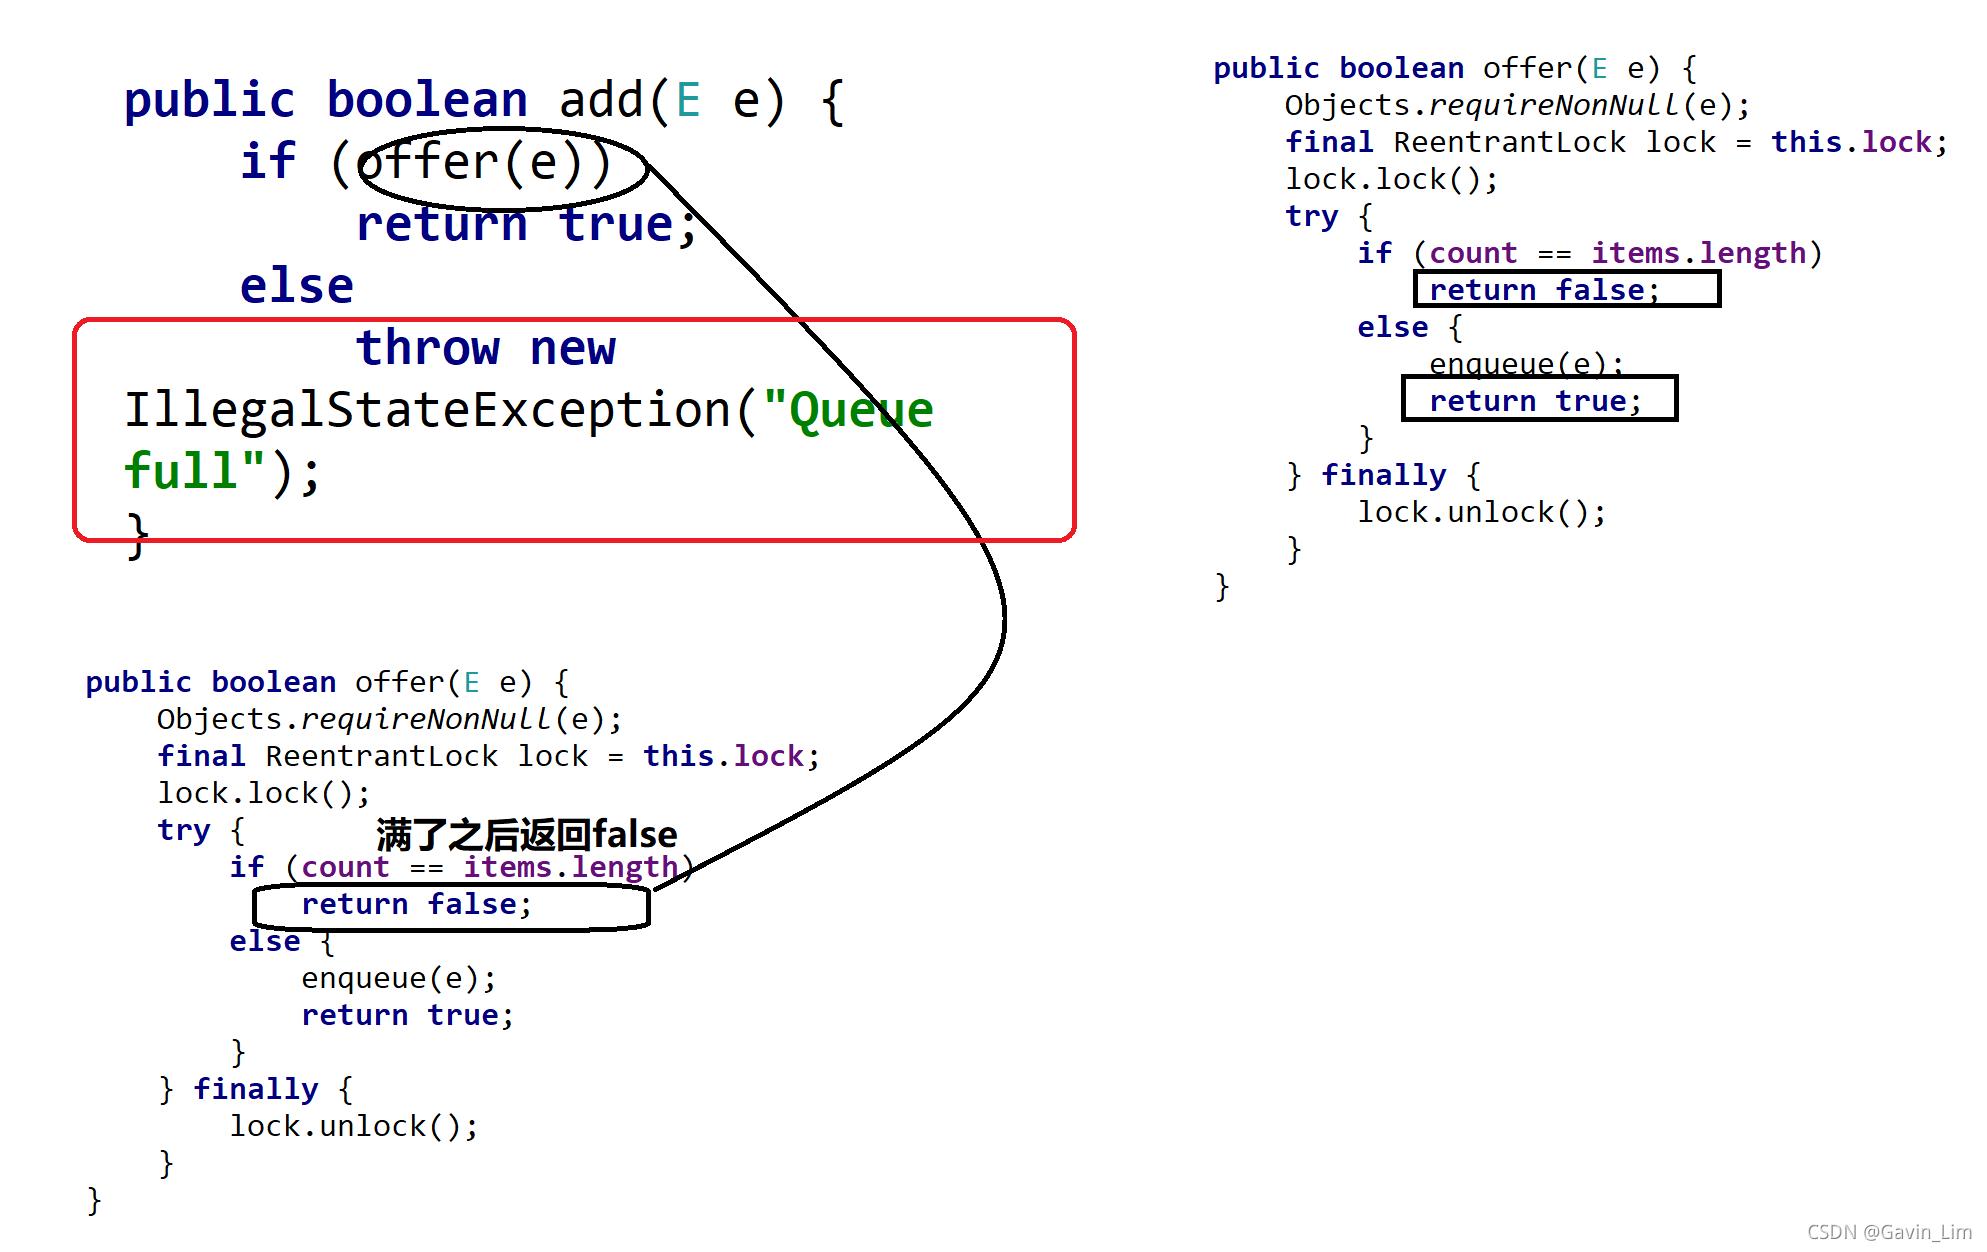 public boolean add(E e) {
if (offer(e))
return true;
else
throw new
IllegalStateException("Queue
full");
}
public boolean offer(E e) {
Objects.requireNonNull(e);
final ReentrantLock lock = this.lock;
lock.lock();
try {
满了之后返回false
if (count == items.length)
return false;
else {
enqueue(e);
return true;
}
} finally {
lock.unlock();
}
}
public boolean offer(E e) {
Objects.requireNonNull(e);
final ReentrantLock lock = this.lock;
lock.lock();
try {
if (count == items.length)
return false;
else {
enqueue(e);
return true;
}
} finally {
lock.unlock();
}
}
CSDN @Gavin_Lim